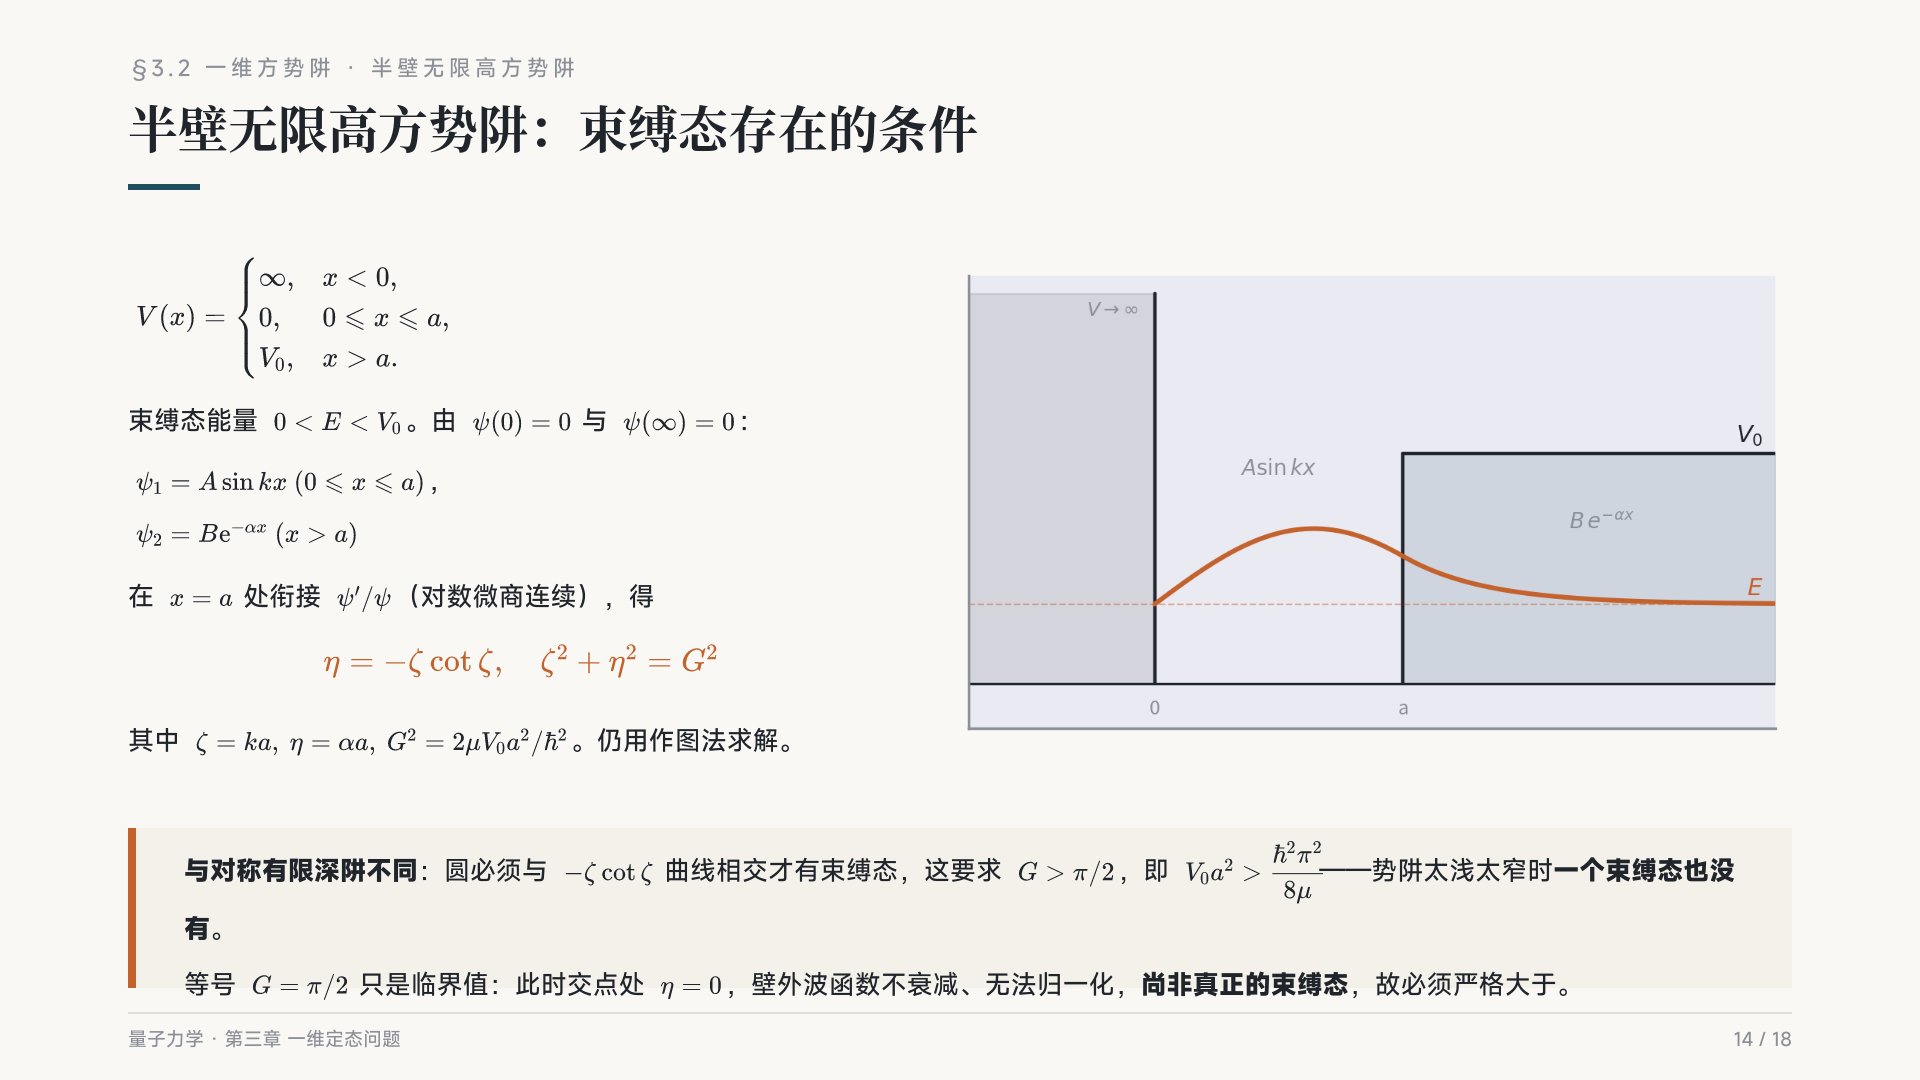 §3.2 一维方势阱 · 半壁无限高方势阱
半壁无限高方势阱：束缚态存在的条件
V(x) = { ∞, x < 0,
0, 0 ⩽ x ⩽ a,
V₀, x > a.
束缚态能量 0 < E < V₀。由 ψ(0) = 0 与 ψ(∞) = 0：
ψ₁ = A sin kx (0 ⩽ x ⩽ a)，
ψ₂ = Be^{−αx} (x > a)
在 x = a 处衔接 ψ′/ψ（对数微商连续），得
η = −ζ cot ζ, ζ² + η² = G²
其中 ζ = ka, η = αa, G² = 2μV₀a²/ħ²。仍用作图法求解。
V → ∞
V₀
A sin kx
B e^{−αx}
E
0
a
与对称有限深阱不同：圆必须与 −ζ cot ζ 曲线相交才有束缚态，这要求 G > π/2，即 V₀a² > ħ²π²/8μ——势阱太浅太窄时一个束缚态也没
有。
等号 G = π/2 只是临界值：此时交点处 η = 0，壁外波函数不衰减、无法归一化，尚非真正的束缚态，故必须严格大于。
量子力学 · 第三章 一维定态问题
14 / 18